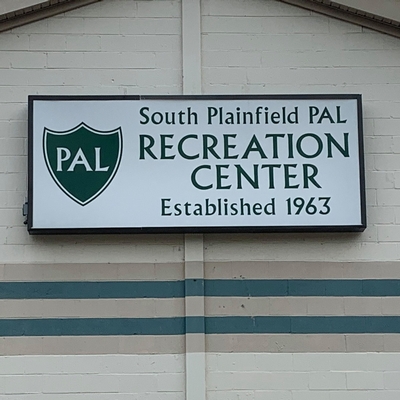 PAL
South Plainfield PAL
RECREATION
CENTER
Established 1963